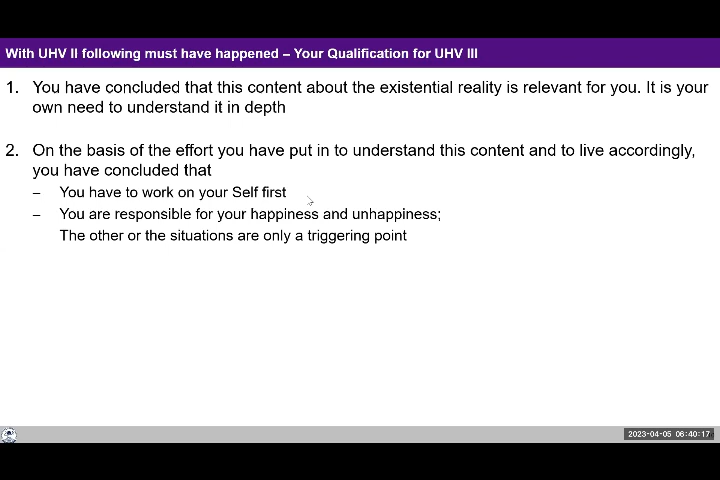 With UHV II following must have happened – Your Qualification for UHV III
1. You have concluded that this content about the existential reality is relevant for you. It is your
own need to understand it in depth
2. On the basis of the effort you have put in to understand this content and to live accordingly,
you have concluded that
– You have to work on your Self first
– You are responsible for your happiness and unhappiness;
The other or the situations are only a triggering point
2023-04-05 06:40:17